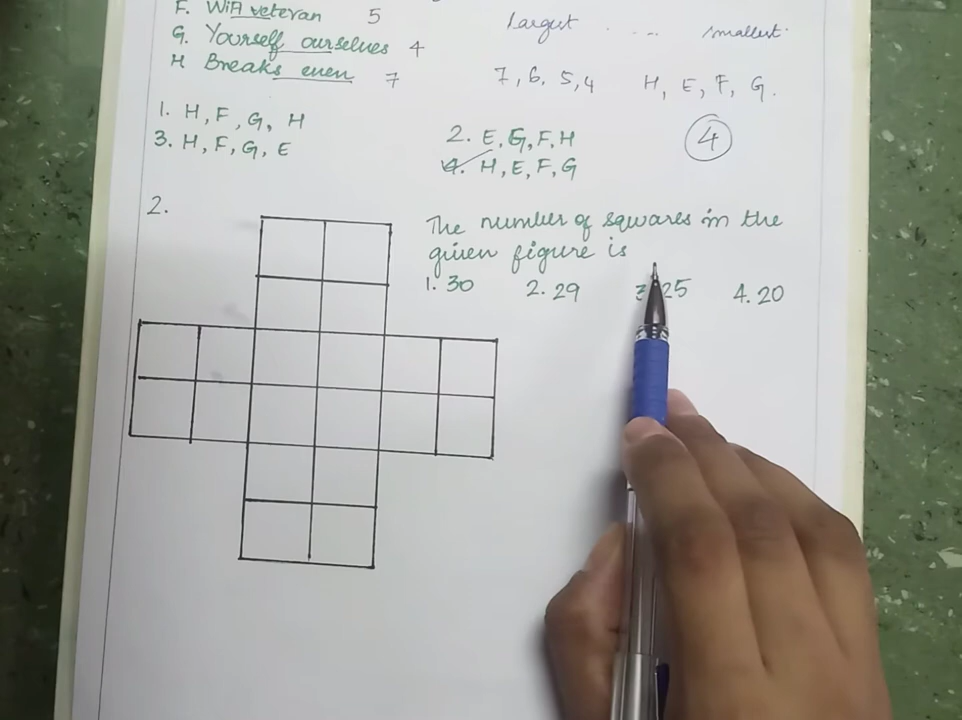 F. WiFi veteran 5
G. Yourself ourselves 4
H Breaks even 7
Largest .... smallest.
7, 6, 5, 4 H, E, F, G.
1. H, F, G, H
2. E, G, F, H
3. H, F, G, E
4. H, E, F, G
4
2.
The number of squares in the
given figure is
1. 30 2. 29 3. 25 4. 20